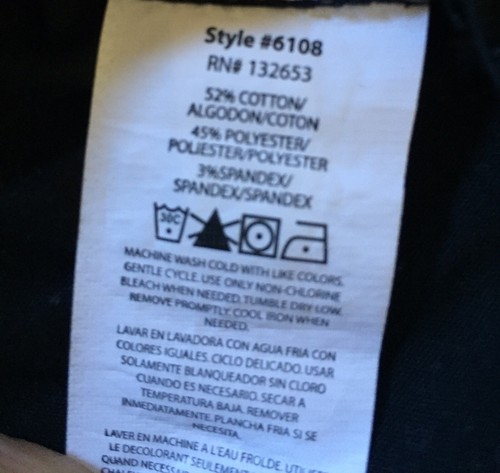 Style #6108
RN# 132653
52% COTTON/
ALGODON/COTON
45% POLYESTER/
POLIESTER/POLYESTER
3%SPANDEX/
SPANDEX/SPANDEX
30C
MACHINE WASH COLD WITH LIKE COLORS.
GENTLE CYCLE. USE ONLY NON-CHLORINE
BLEACH WHEN NEEDED. TUMBLE DRY LOW.
REMOVE PROMPTLY. COOL IRON WHEN
NEEDED.
LAVAR EN LAVADORA CON AGUA FRIA CON
COLORES IGUALES. CICLO DELICADO. USAR
SOLAMENTE BLANQUEADOR SIN CLORO
CUANDO ES NECESARIO. SECAR A
TEMPERATURA BAJA. REMOVER
INMEDIATAMENTE. PLANCHA FRIA SI SE
NECESITA.
LAVER EN MACHINE A L'EAU FROIDE.
LE DECOLORANT SEULEMENT
QUAND